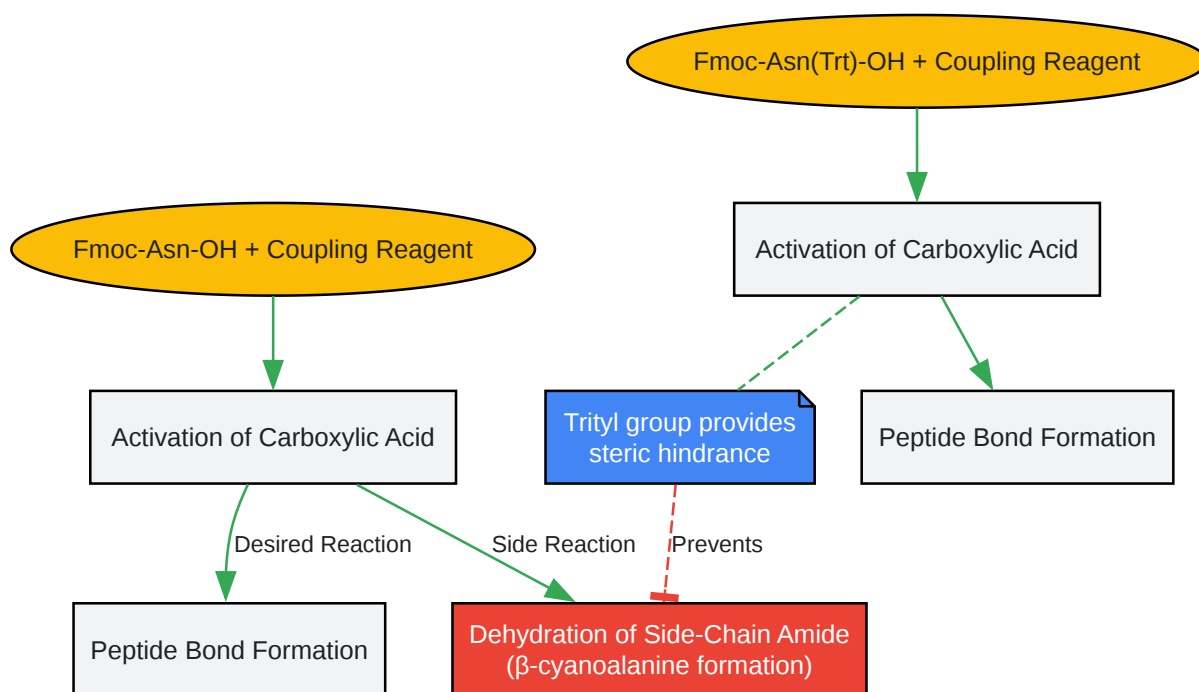 Fmoc-Asn(Trt)-OH + Coupling Reagent
Fmoc-Asn-OH + Coupling Reagent
Activation of Carboxylic Acid
Activation of Carboxylic Acid
Trityl group provides
steric hindrance
Peptide Bond Formation
Desired Reaction
Side Reaction
Prevents
Peptide Bond Formation
Dehydration of Side-Chain Amide
(β-cyanoalanine formation)